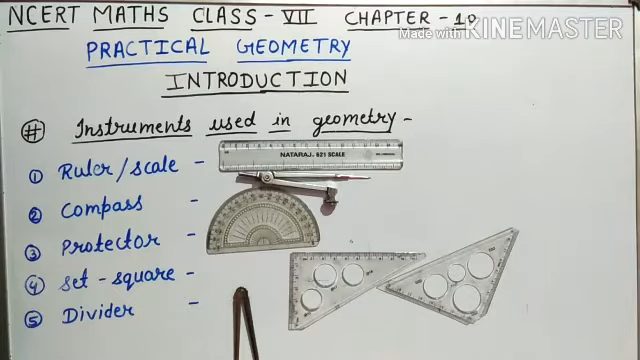 NCERT MATHS CLASS - VII CHAPTER - 10
Made with KINEMASTER
PRACTICAL GEOMETRY
INTRODUCTION
# Instruments used in geometry -
① Ruler/scale -
NATARAJ 621 SCALE
② Compass -
③ Protector -
④ Set - square -
⑤ Divider -